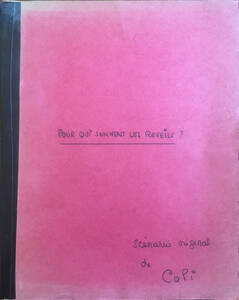 POUR QUI SONNENT LES REVEILS ?
Scénario original
de
Copi